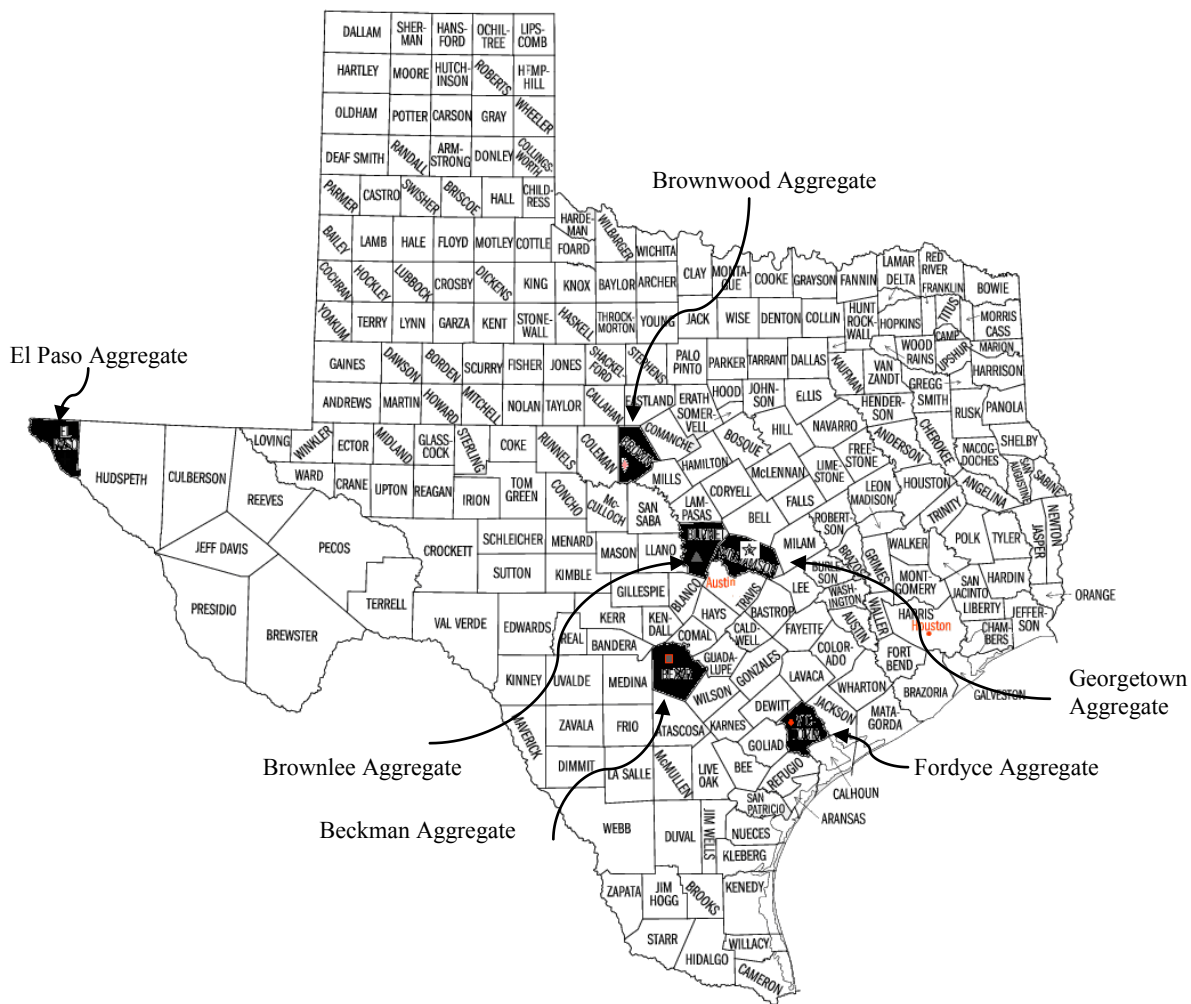 DALLAM
SHER-
MAN
HANS-
FORD
OCHIL-
TREE
LIPS-
COMB
HARTLEY
MOORE
HUTCH-
INSON
ROBERTS
HEMP-
HILL
OLDHAM
POTTER
CARSON
GRAY
WHEELER
DEAF SMITH
RANDALL
ARM-
STRONG
DONLEY
COLLINGS-
WORTH
Brownwood Aggregate
PARMER
CASTRO
SWISHER
BRISCOE
HALL
CHILD-
RESS
HARDE-
MAN
BAILEY
LAMB
HALE
FLOYD
MOTLEY
COTTLE
FOARD
WILBARGER
WICHITA
COCHRAN
HOCKLEY
LUBBOCK
CROSBY
DICKENS
KING
KNOX
BAYLOR
ARCHER
CLAY
MONTA-
GUE
COOKE
GRAYSON
FANNIN
LAMAR
DELTA
RED
RIVER
FRANKLIN
TITUS
BOWIE
YOAKUM
TERRY
LYNN
GARZA
KENT
STONE-
WALL
HASKELL
THROCK-
MORTON
YOUNG
JACK
WISE
DENTON
COLLIN
HUNT
ROCK-
WALL
HOPKINS
CAMP
MORRIS
CASS
MARION
El Paso Aggregate
GAINES
DAWSON
BORDEN
SCURRY
FISHER
JONES
SHACKEL-
FORD
STEPHENS
PALO
PINTO
PARKER
TARRANT
DALLAS
KAUFMAN
VAN
ZANDT
WOOD
RAINS
UPSHUR
GREGG
SMITH
HARRISON
ANDREWS
MARTIN
HOWARD
MITCHELL
NOLAN
TAYLOR
CALLAHAN
EASTLAND
ERATH
SOMER-
VELL
HOOD
JOHN-
SON
ELLIS
HENDER-
SON
RUSK
PANOLA
LOVING
WINKLER
ECTOR
MIDLAND
GLASS-
COCK
STERLING
COKE
RUNNELS
COLEMAN
COMANCHE
BOSQUE
HILL
NAVARRO
ANDERSON
CHEROKEE
NACOG-
DOCHES
SHELBY
SAN
AUGUSTINE
SABINE
HUDSPETH
CULBERSON
REEVES
WARD
CRANE
UPTON
REAGAN
IRION
TOM
GREEN
CONCHO
Mc-
CULLOCH
MILLS
HAMILTON
SAN
SABA
LAM-
PASAS
CORYELL
McLENNAN
LIME-
STONE
FREE-
STONE
FALLS
LEON
MADISON
HOUSTON
ANGELINA
TRINITY
JEFF DAVIS
PECOS
CROCKETT
SCHLEICHER
MENARD
MASON
LLANO
BELL
MILAM
ROBERT-
SON
BRAZOS
GRIMES
WALKER
POLK
TYLER
JASPER
NEWTON
SUTTON
KIMBLE
GILLESPIE
BLANCO
Austin
TRAVIS
LEE
BURLE-
SON
WASH-
INGTON
MONT-
GOMERY
SAN
JACINTO
HARDIN
LIBERTY
ORANGE
PRESIDIO
BREWSTER
TERRELL
VAL VERDE
EDWARDS
REAL
KERR
KEN-
DALL
BANDERA
HAYS
COMAL
CALD-
WELL
BASTROP
FAYETTE
AUSTIN
WALLER
HARRIS
Houston
CHAM-
BERS
JEFFER-
SON
KINNEY
UVALDE
MEDINA
GUADA-
LUPE
GONZALES
COLOR-
ADO
FORT
BEND
WILSON
LAVACA
WHARTON
BRAZORIA
GALVESTON
Georgetown
Aggregate
MAVERICK
ZAVALA
FRIO
ATASCOSA
KARNES
DEWITT
JACKSON
MATA-
GORDA
Brownlee Aggregate
DIMMIT
LA SALLE
McMULLEN
LIVE
OAK
BEE
GOLIAD
REFUGIO
Fordyce Aggregate
CALHOUN
ARANSAS
SAN
PATRICIO
Beckman Aggregate
WEBB
DUVAL
JIM WELLS
NUECES
KLEBERG
ZAPATA
JIM
HOGG
BROOKS
KENEDY
STARR
HIDALGO
WILLACY
CAMERON